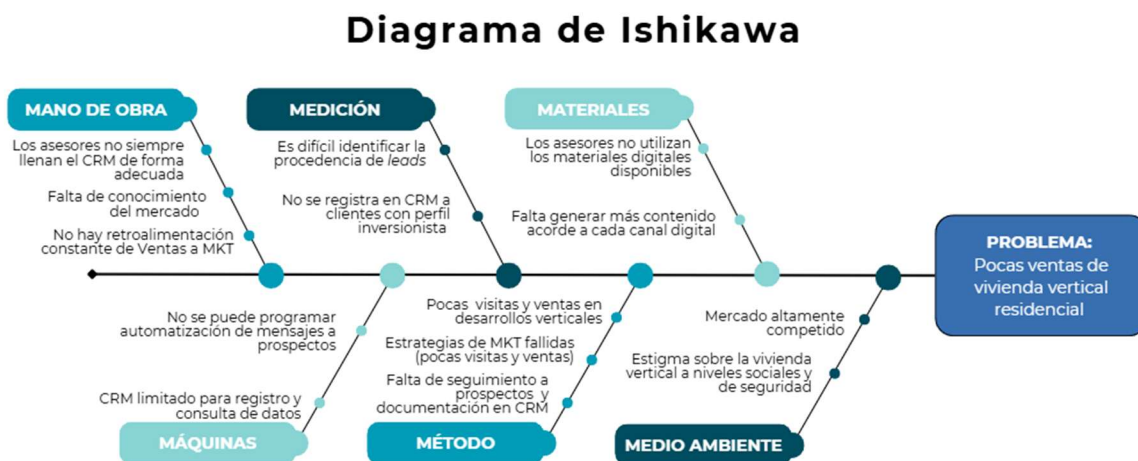 Diagrama de Ishikawa
MANO DE OBRA
Los asesores no siempre
llenan el CRM de forma
adecuada
Falta de conocimiento
del mercado
No hay retroalimentación
constante de Ventas a MKT
MEDICIÓN
Es difícil identificar la
procedencia de leads
No se registra en CRM a
clientes con perfil
inversionista
MATERIALES
Los asesores no utilizan
los materiales digitales
disponibles
Falta generar más contenido
acorde a cada canal digital
PROBLEMA:
Pocas ventas de
vivienda vertical
residencial
No se puede programar
automatización de mensajes a
prospectos
CRM limitado para registro y
consulta de datos
MÁQUINAS
Pocas visitas y ventas en
desarrollos verticales
Estrategias de MKT fallidas
(pocas visitas y ventas)
Falta de seguimiento a
prospectos y
documentación en CRM
MÉTODO
Mercado altamente
competido
Estigma sobre la vivienda
vertical a niveles sociales y
de seguridad
MEDIO AMBIENTE